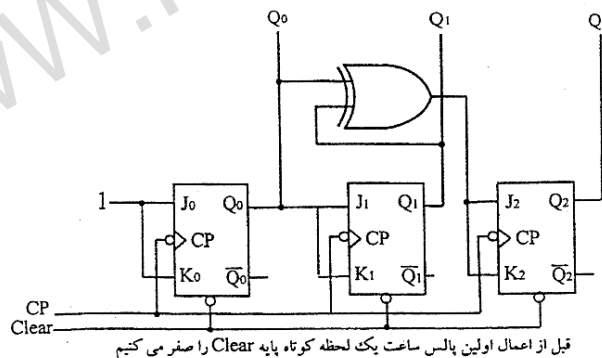 Q₀ Q₁ Q
1 J₀ Q₀ J₁ Q₁ J₂ Q₂
CP CP CP
K₀ Q̅₀ K₁ Q̅₁ K₂ Q̅₂
CP
Clear
قبل از اعمال اولین پالس ساعت یک لحظه کوتاه پایه Clear را صفر می کنیم